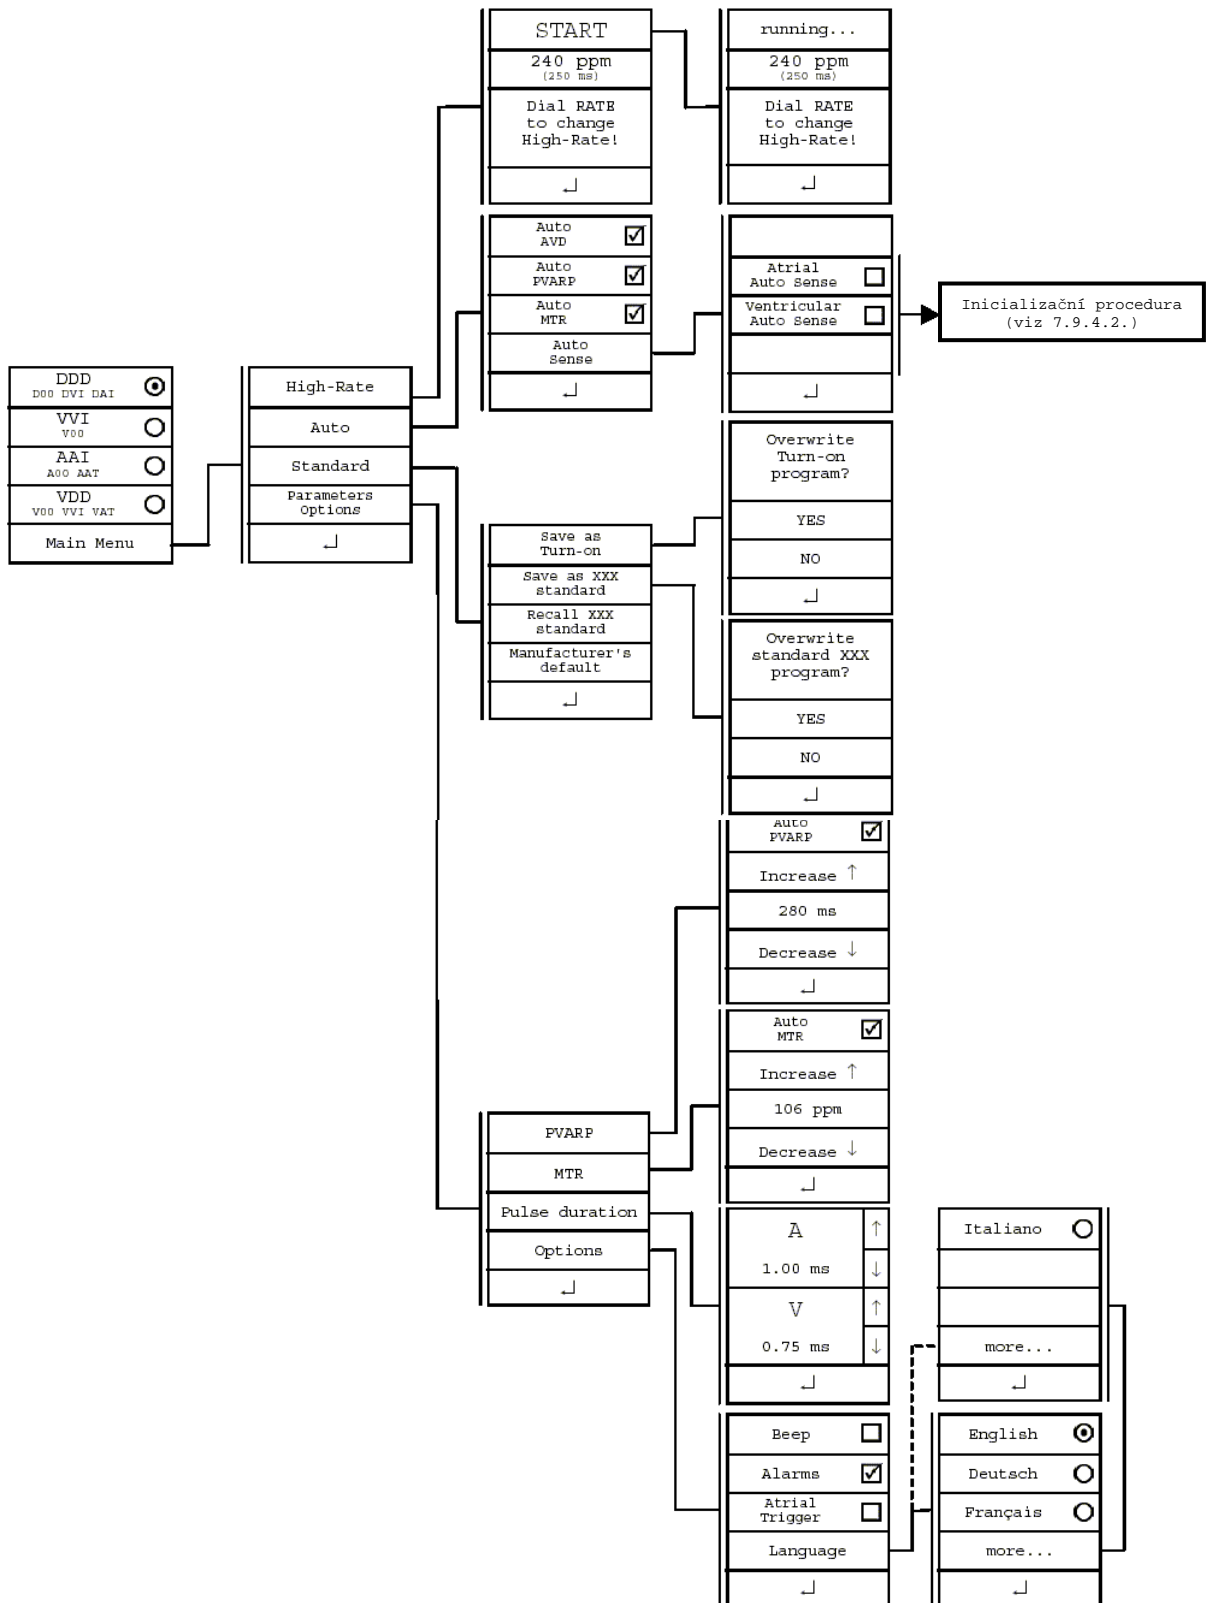 START
240 ppm
(250 ms)
Dial RATE
to change
High-Rate!
↵
running...
240 ppm
(250 ms)
Dial RATE
to change
High-Rate!
↵
Auto
AVD
Auto
PVARP
Auto
MTR
Auto
Sense
↵
Atrial
Auto Sense
Ventricular
Auto Sense
↵
Inicializační procedura
(viz 7.9.4.2.)
DDD
D00 DVI DAI
VVI
V00
AAI
A00 AAT
VDD
V00 VVI VAT
Main Menu
High-Rate
Auto
Standard
Parameters
Options
↵
Save as
Turn-on
Save as XXX
standard
Recall XXX
standard
Manufacturer's
default
↵
Overwrite
Turn-on
program?
YES
NO
↵
Overwrite
standard XXX
program?
YES
NO
↵
Auto
PVARP
Increase ↑
280 ms
Decrease ↓
↵
Auto
MTR
Increase ↑
106 ppm
Decrease ↓
↵
PVARP
MTR
Pulse duration
Options
↵
A ↑
1.00 ms ↓
V ↑
0.75 ms ↓
↵
Italiano
more...
↵
Beep
Alarms
Atrial
Trigger
Language
↵
English
Deutsch
Français
more...
↵